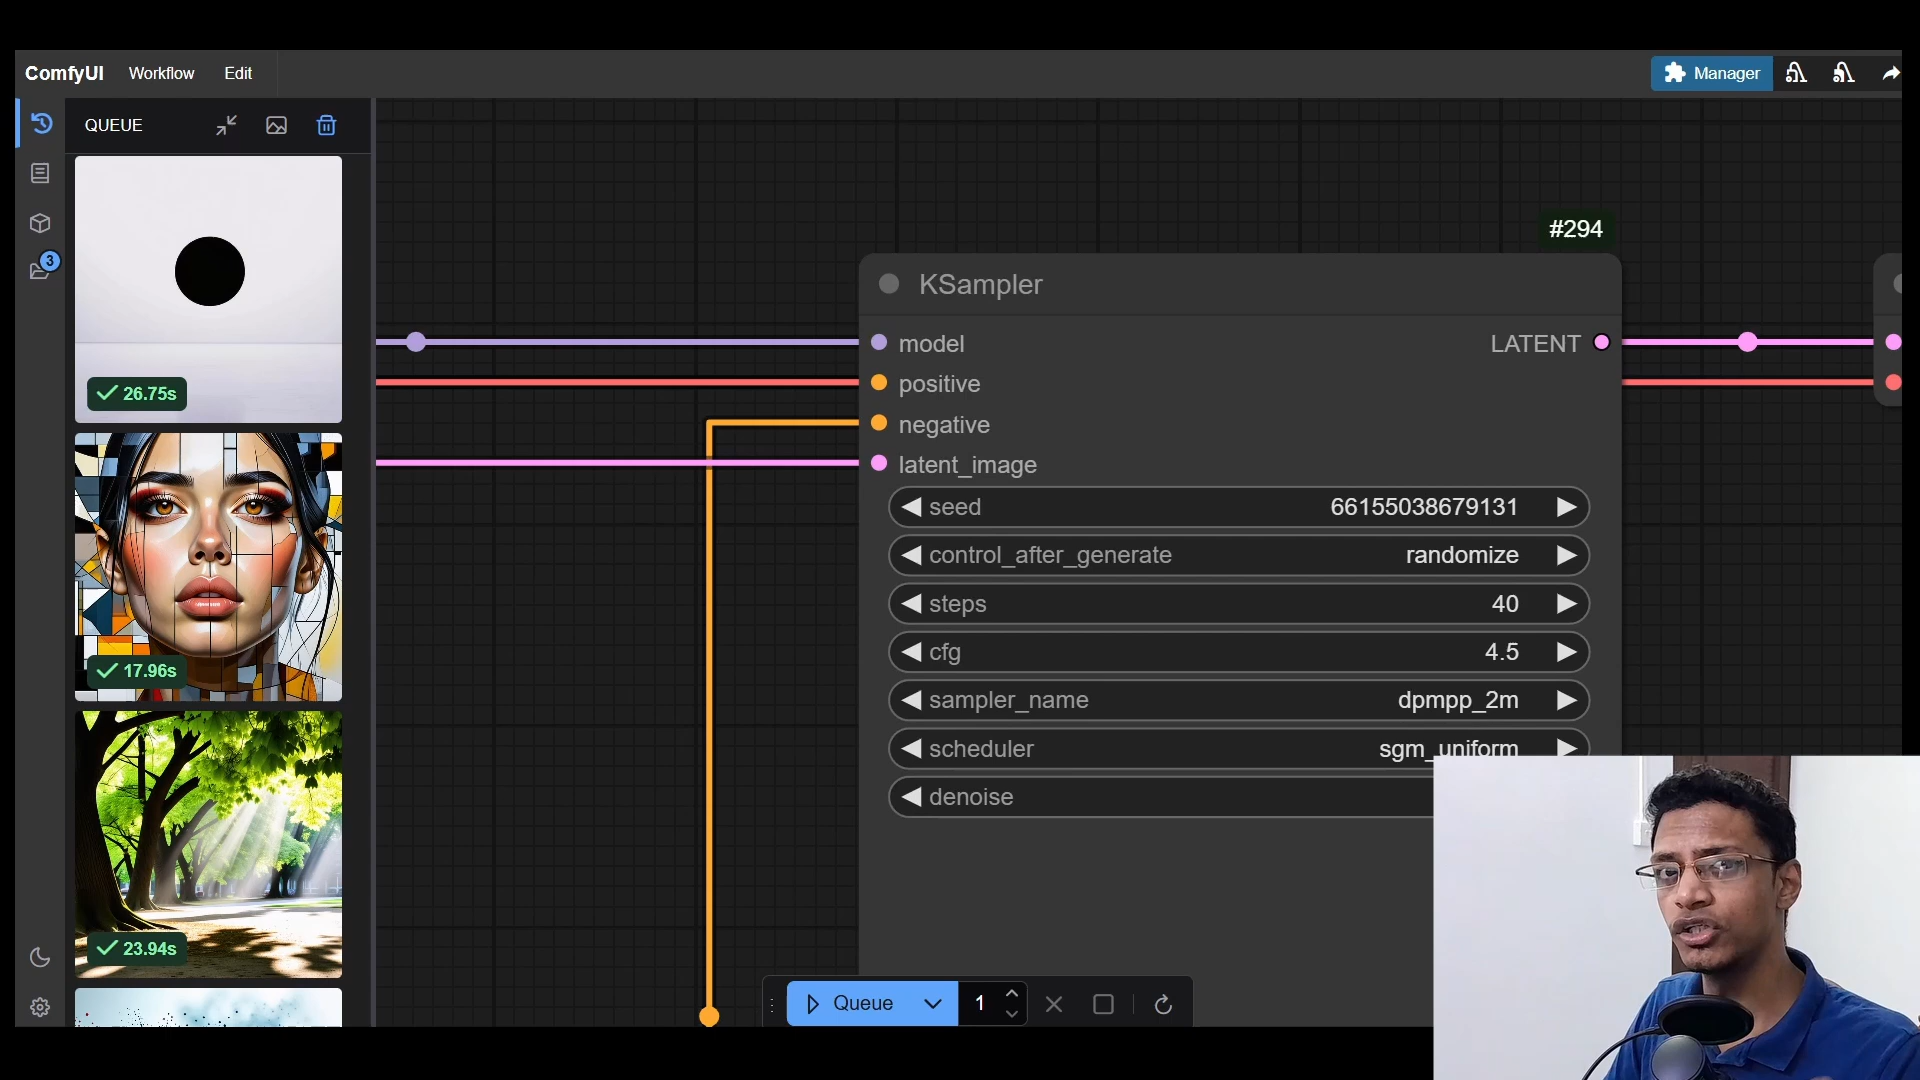 ComfyUI Workflow Edit Manager
QUEUE
3
26.75s
17.96s
23.94s
#294
KSampler
model LATENT
positive
negative
latent_image
seed 66155038679131
control_after_generate randomize
steps 40
cfg 4.5
sampler_name dpmpp_2m
scheduler sgm_uniform
denoise
Queue 1